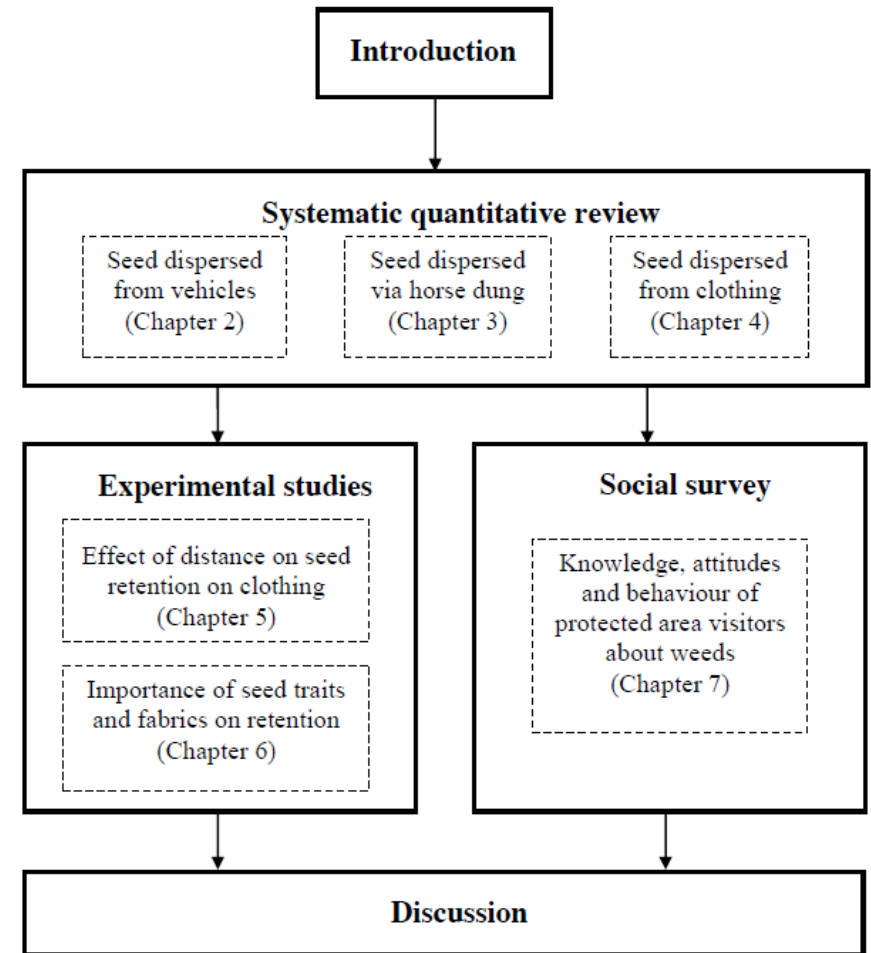 Introduction
Systematic quantitative review
Seed dispersed
from vehicles
(Chapter 2)
Seed dispersed
via horse dung
(Chapter 3)
Seed dispersed
from clothing
(Chapter 4)
Experimental studies
Effect of distance on seed
retention on clothing
(Chapter 5)
Importance of seed traits
and fabrics on retention
(Chapter 6)
Social survey
Knowledge, attitudes
and behaviour of
protected area visitors
about weeds
(Chapter 7)
Discussion